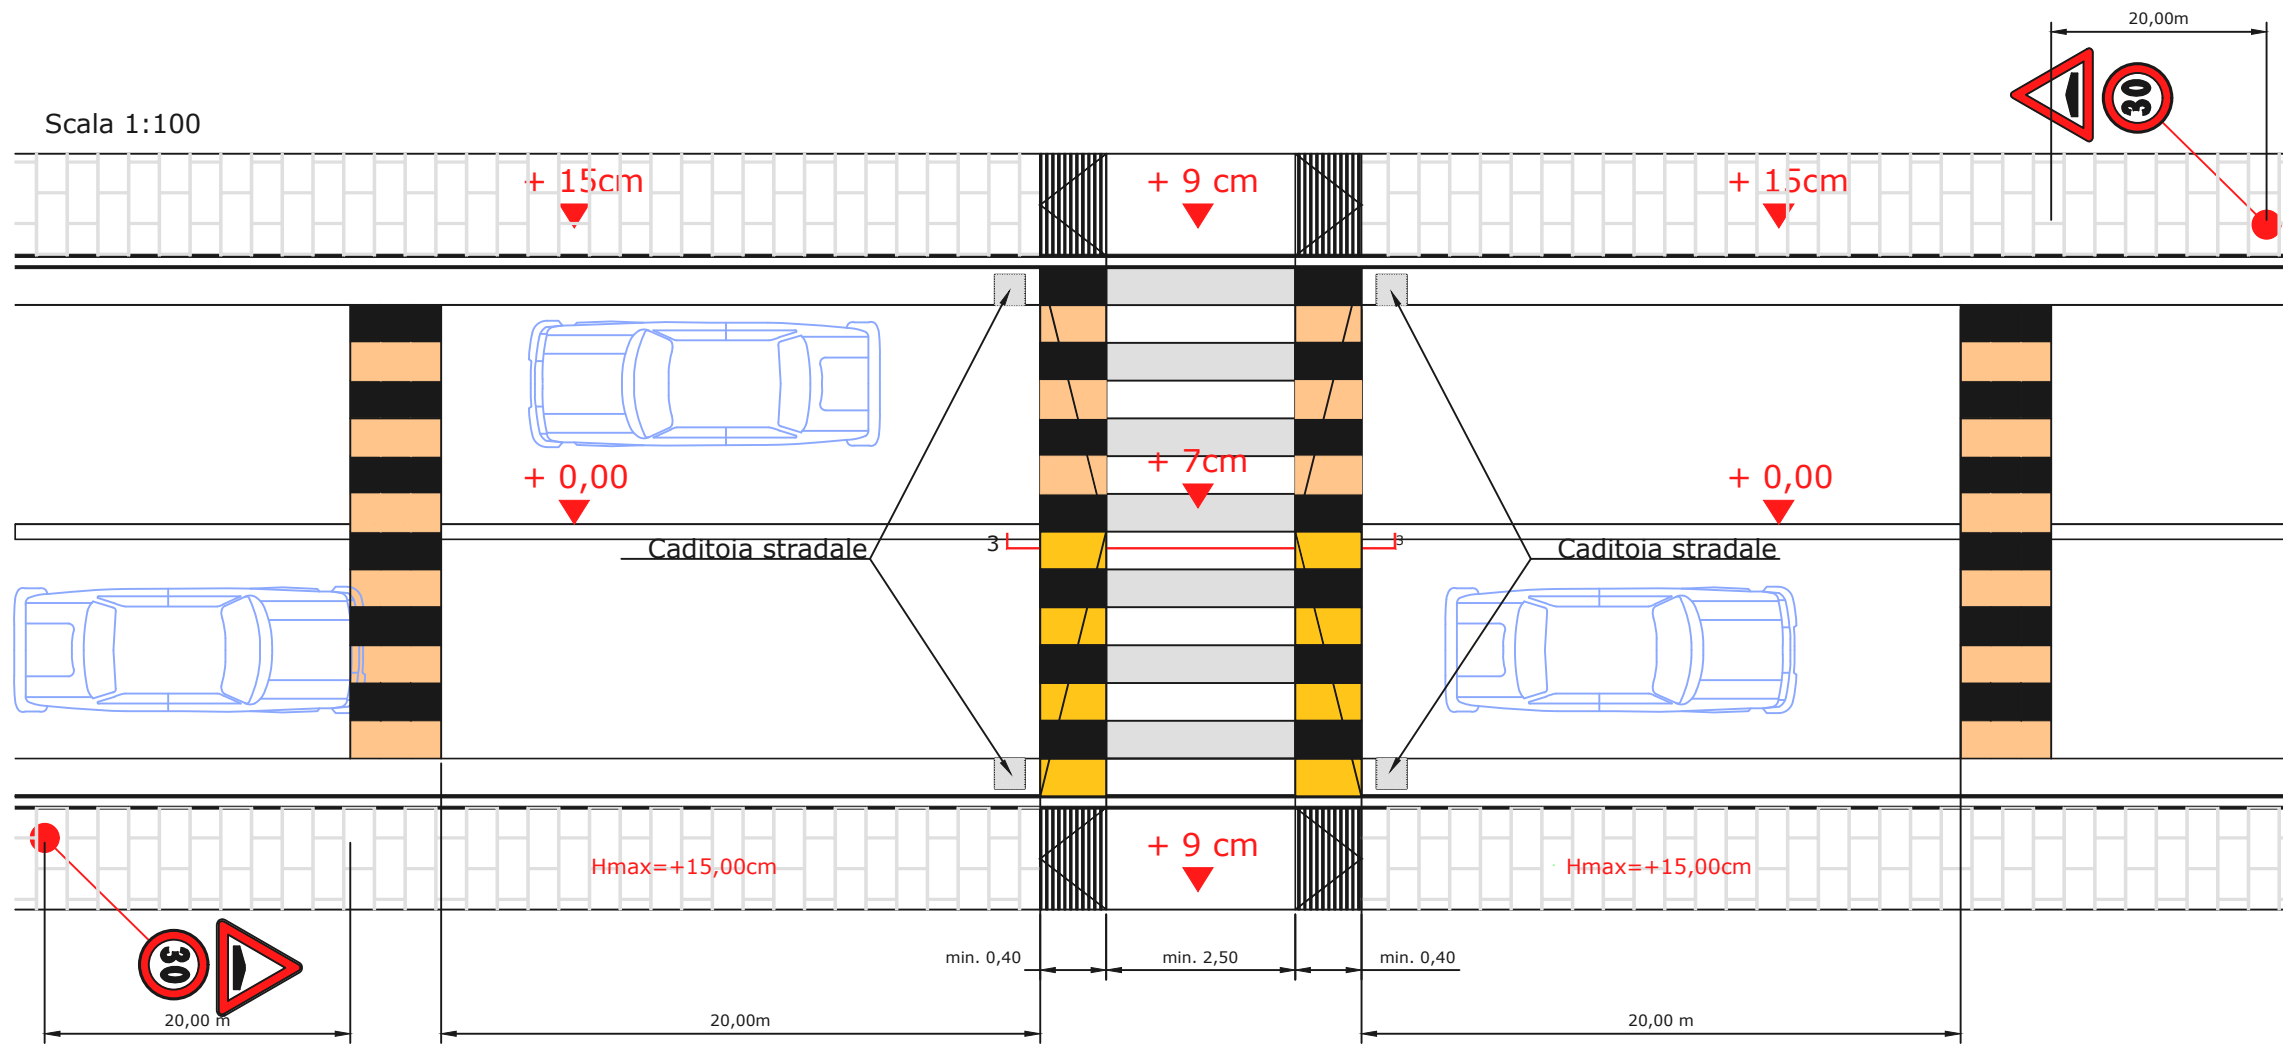 20,00m
30
Scala 1:100
+ 15cm
+ 9 cm
+ 15cm
+ 7cm
+ 0,00
+ 0,00
3
3
Caditoia stradale
Caditoia stradale
+ 9 cm
Hmax=+15,00cm
Hmax=+15,00cm
30
min. 0,40
min. 2,50
min. 0,40
20,00 m
20,00m
20,00 m